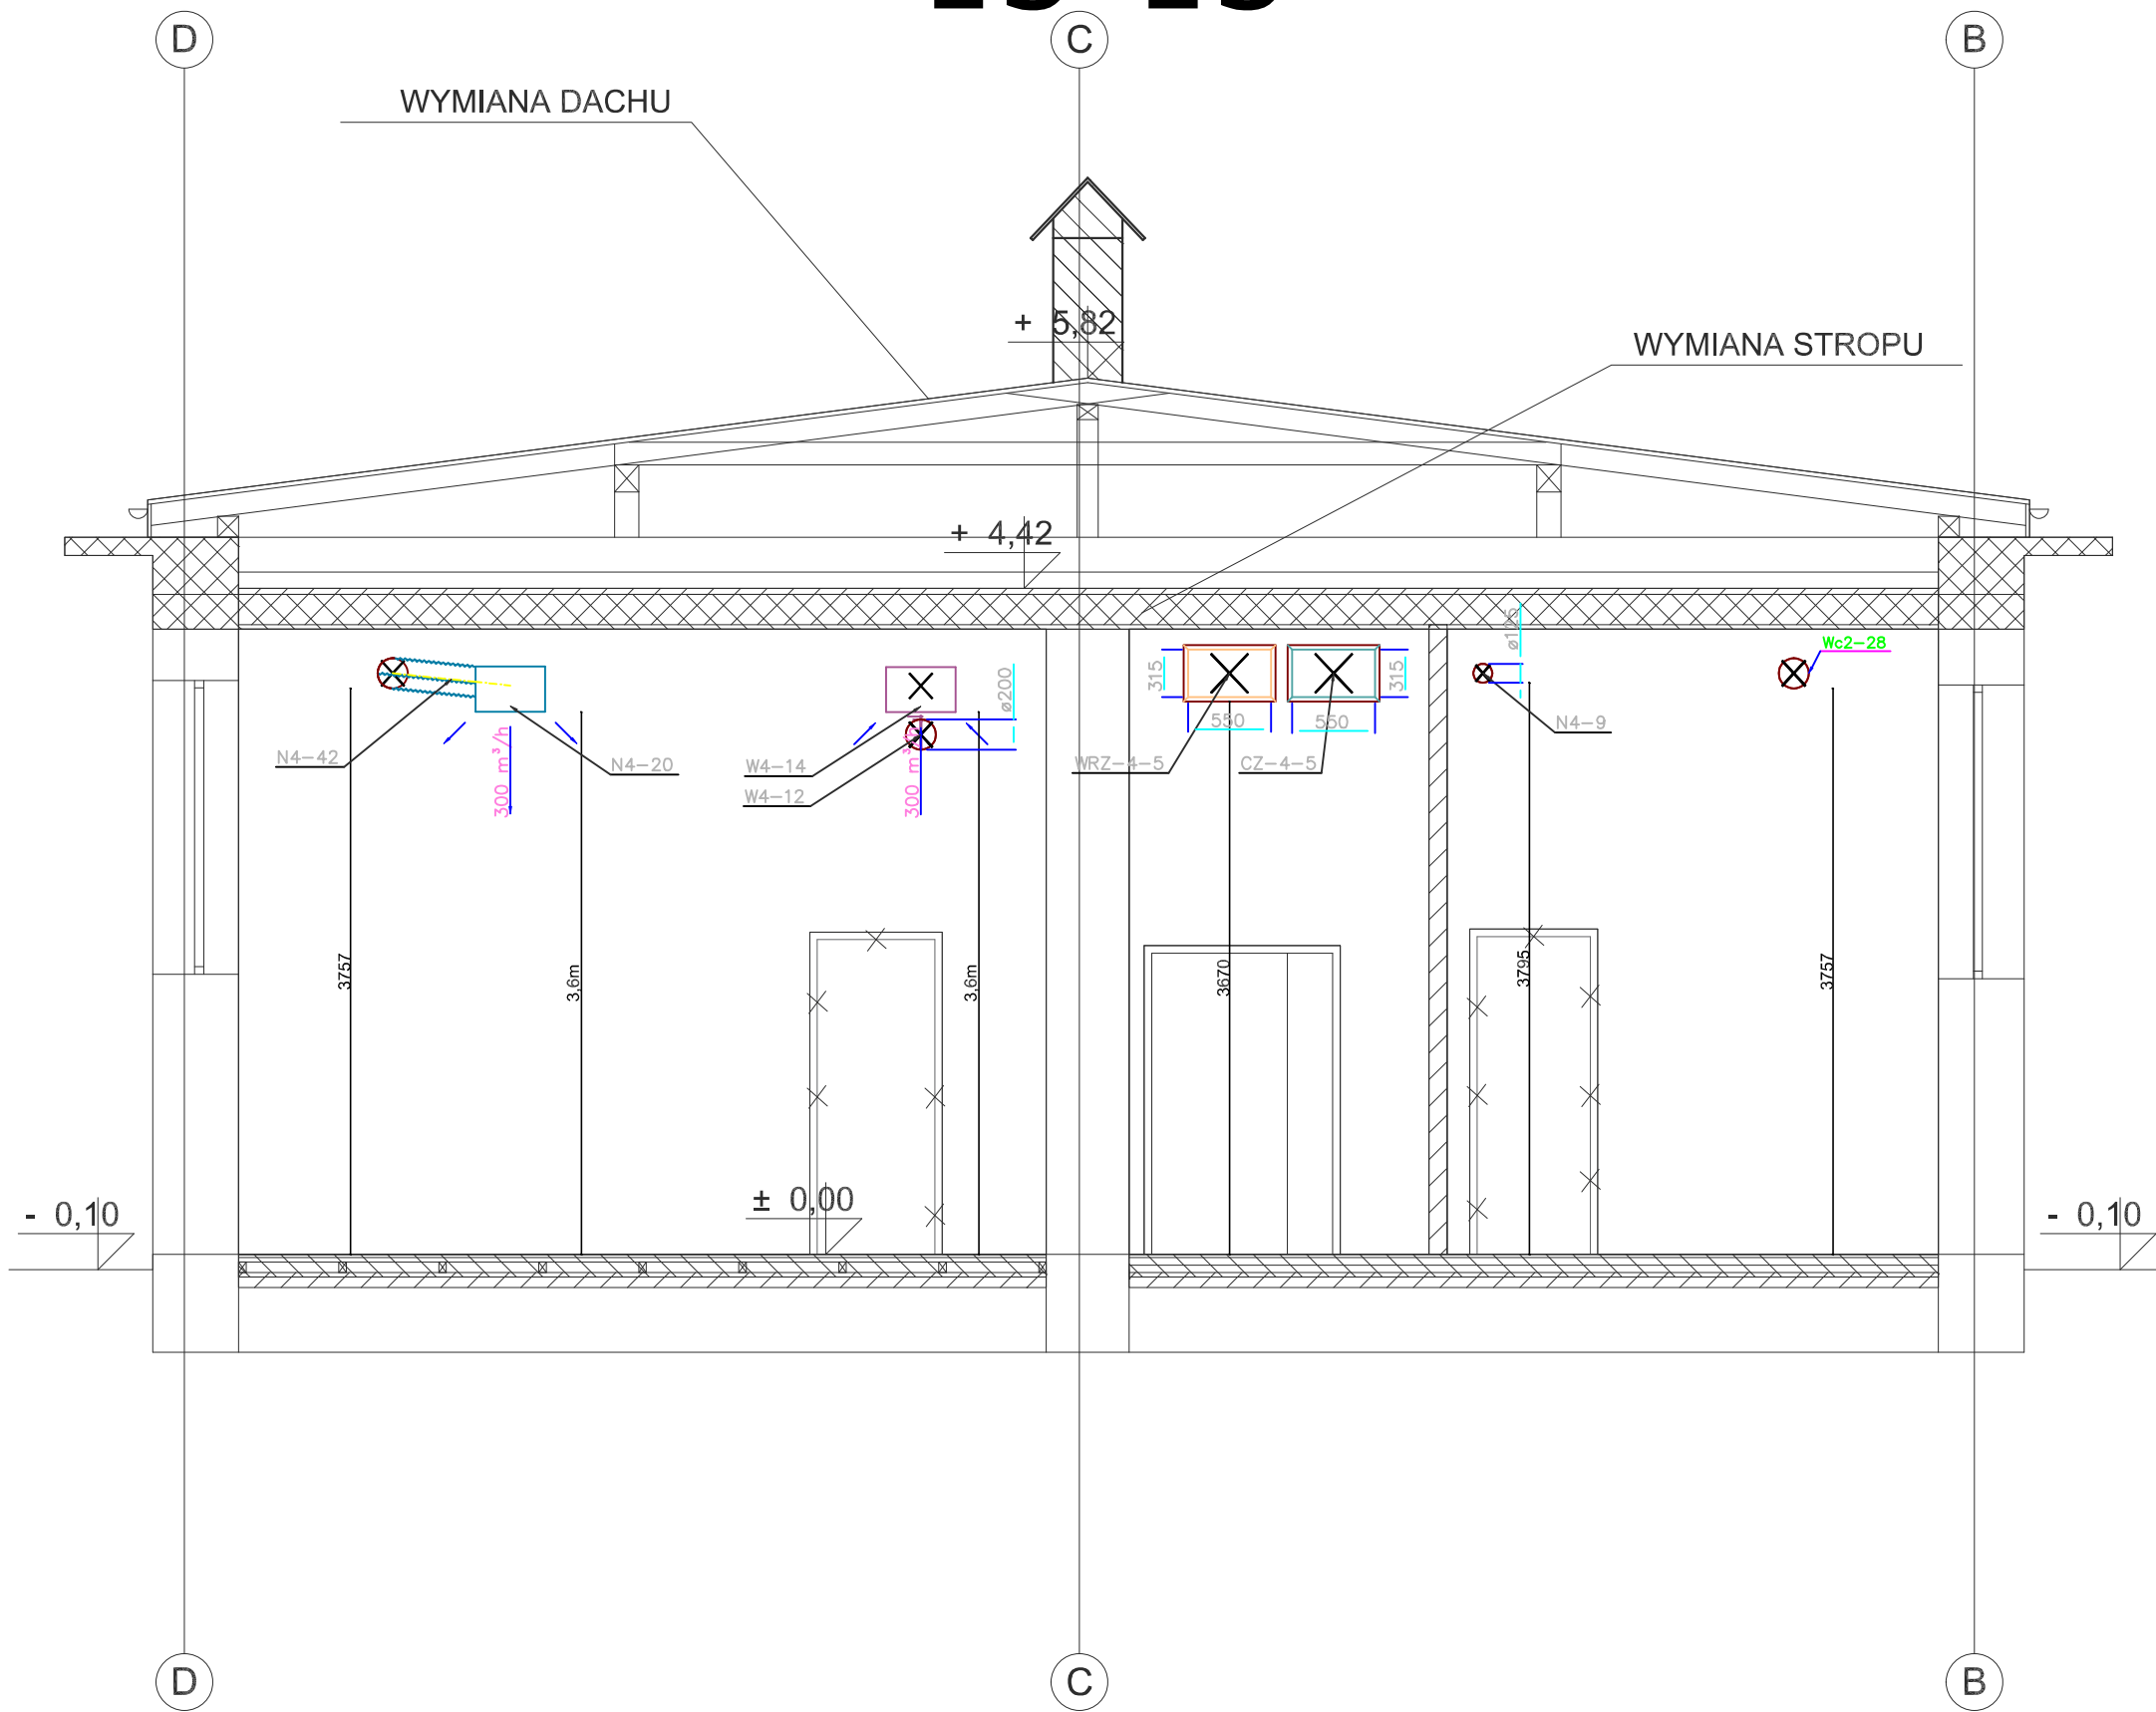 D
C
B
WYMIANA DACHU
+ 5,82
WYMIANA STROPU
+ 4,42
ø125
Wc2-28
315
315
ø200
550
550
N4-9
N4-42
300 m³/h
N4-20
W4-14
W4-12
WRZ-4-5
CZ-4-5
3757
3,6m
3,6m
3670
3795
3757
± 0,00
- 0,10
- 0,10
D
C
B